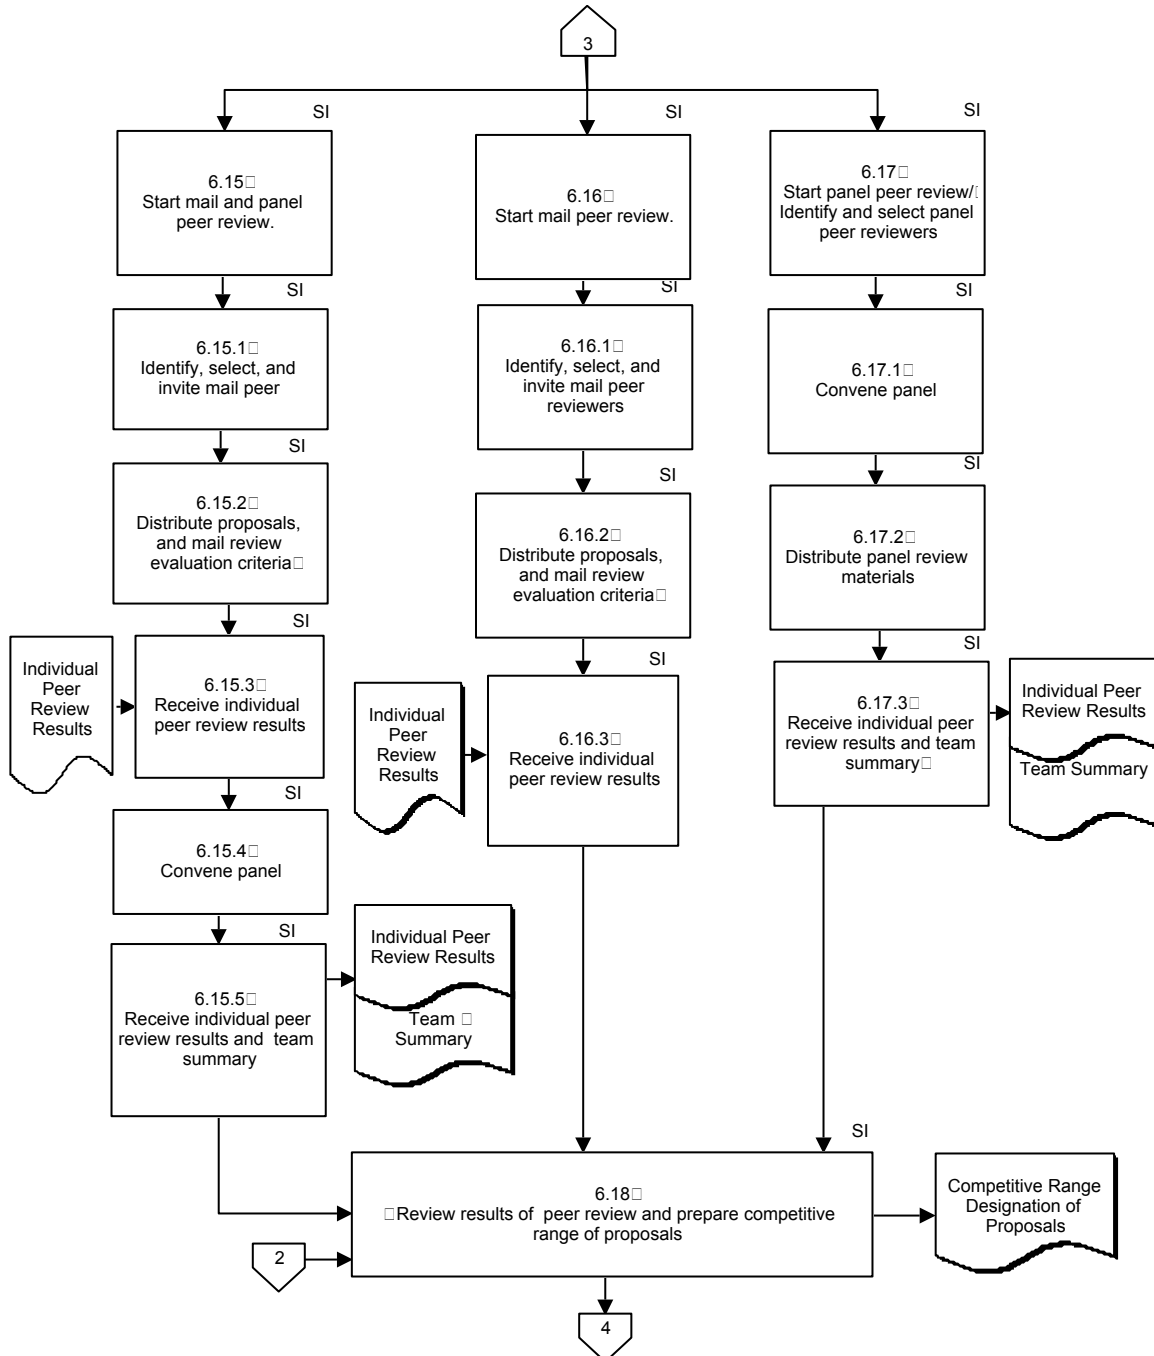 3
SI
SI
SI
6.15
Start mail and panel
peer review.
6.16
Start mail peer review.
6.17
Start panel peer review/
Identify and select panel
peer reviewers
SI
SI
SI
6.15.1
Identify, select, and
invite mail peer
6.16.1
Identify, select, and
invite mail peer
reviewers
6.17.1
Convene panel
SI
SI
SI
6.15.2
Distribute proposals,
and mail review
evaluation criteria
6.16.2
Distribute proposals,
and mail review
evaluation criteria
6.17.2
Distribute panel review
materials
SI
SI
SI
Individual
Peer
Review
Results
6.15.3
Receive individual
peer review results
Individual
Peer
Review
Results
6.16.3
Receive individual
peer review results
6.17.3
Receive individual peer
review results and team
summary
Individual Peer
Review Results
Team Summary
SI
6.15.4
Convene panel
SI
6.15.5
Receive individual peer
review results and team
summary
Individual Peer
Review Results
Team
Summary
SI
6.18
Review results of peer review and prepare competitive
range of proposals
Competitive Range
Designation of
Proposals
2
4